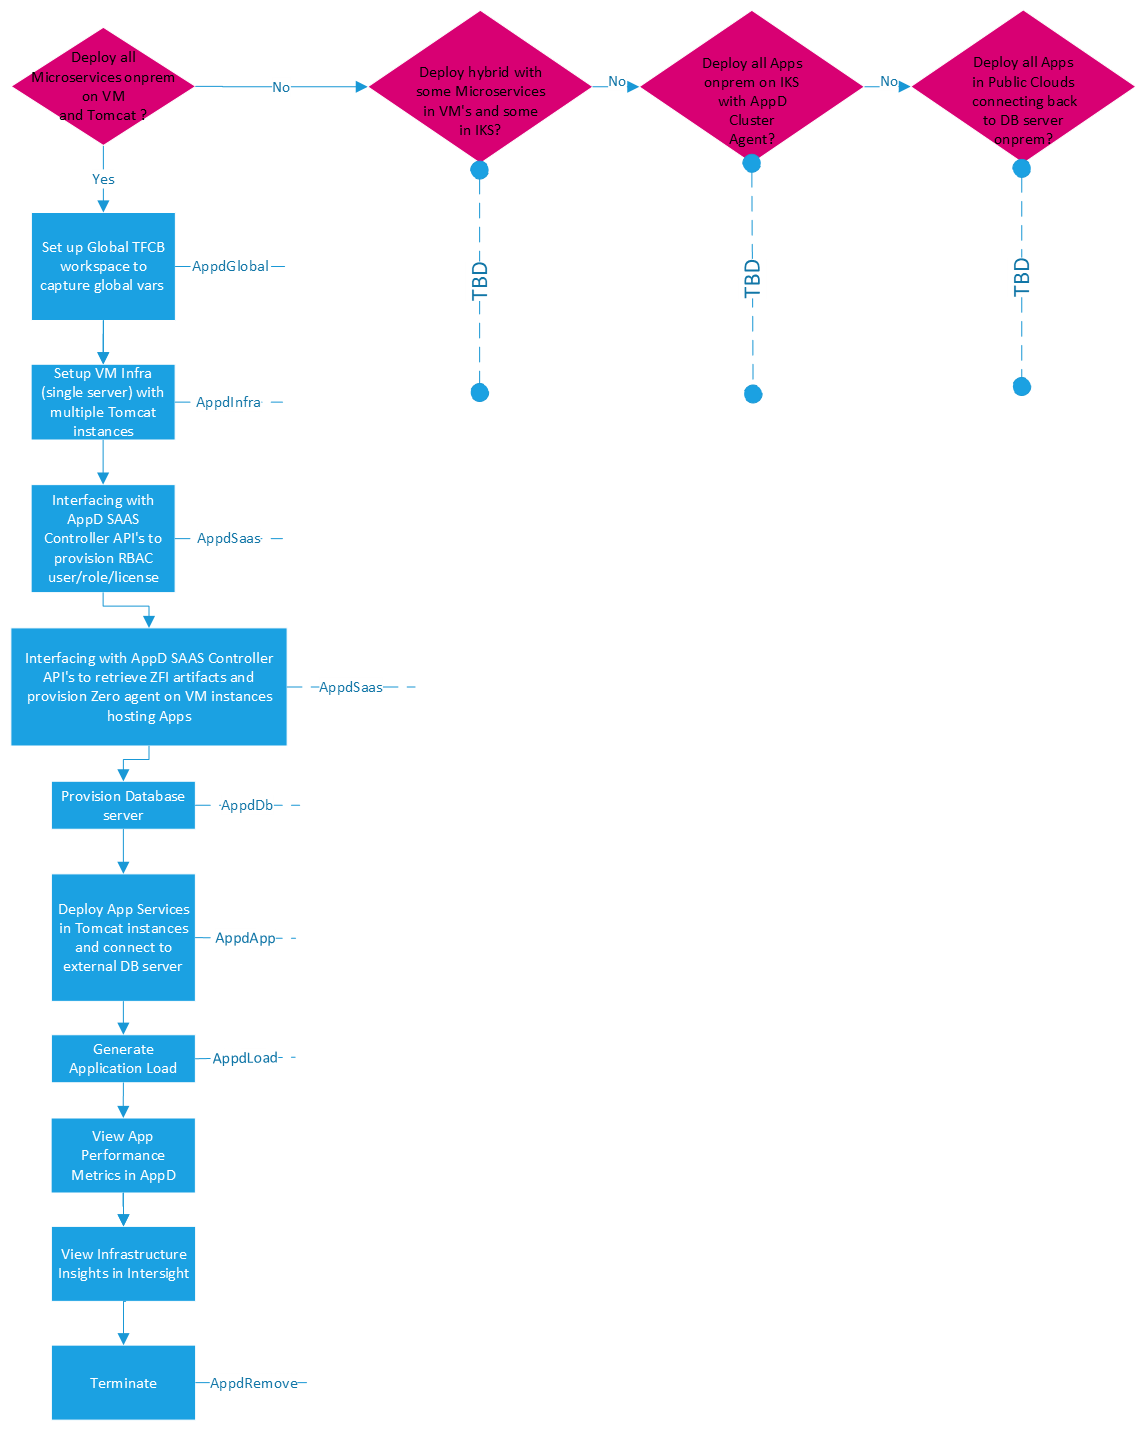 Deploy all
Microservices onprem
on VM
and Tomcat ?
No
Deploy hybrid with
some Microservices
in VM's and some
in IKS?
No
Deploy all Apps
onprem on IKS
with AppD
Cluster
Agent?
No
Deploy all Apps
in Public Clouds
connecting back
to DB server
onprem?
Yes
TBD
TBD
TBD
Set up Global TFCB
workspace to
capture global vars
AppdGlobal
Setup VM Infra
(single server) with
multiple Tomcat
instances
AppdInfra
Interfacing with
AppD SAAS
Controller API's to
provision RBAC
user/role/license
AppdSaas
Interfacing with AppD SAAS Controller
API's to retrieve ZFI artifacts and
provision Zero agent on VM instances
hosting Apps
AppdSaas
Provision Database
server
AppdDb
Deploy App Services
in Tomcat instances
and connect to
external DB server
AppdApp
Generate
Application Load
AppdLoad
View App
Performance
Metrics in AppD
View Infrastructure
Insights in Intersight
Terminate
AppdRemove